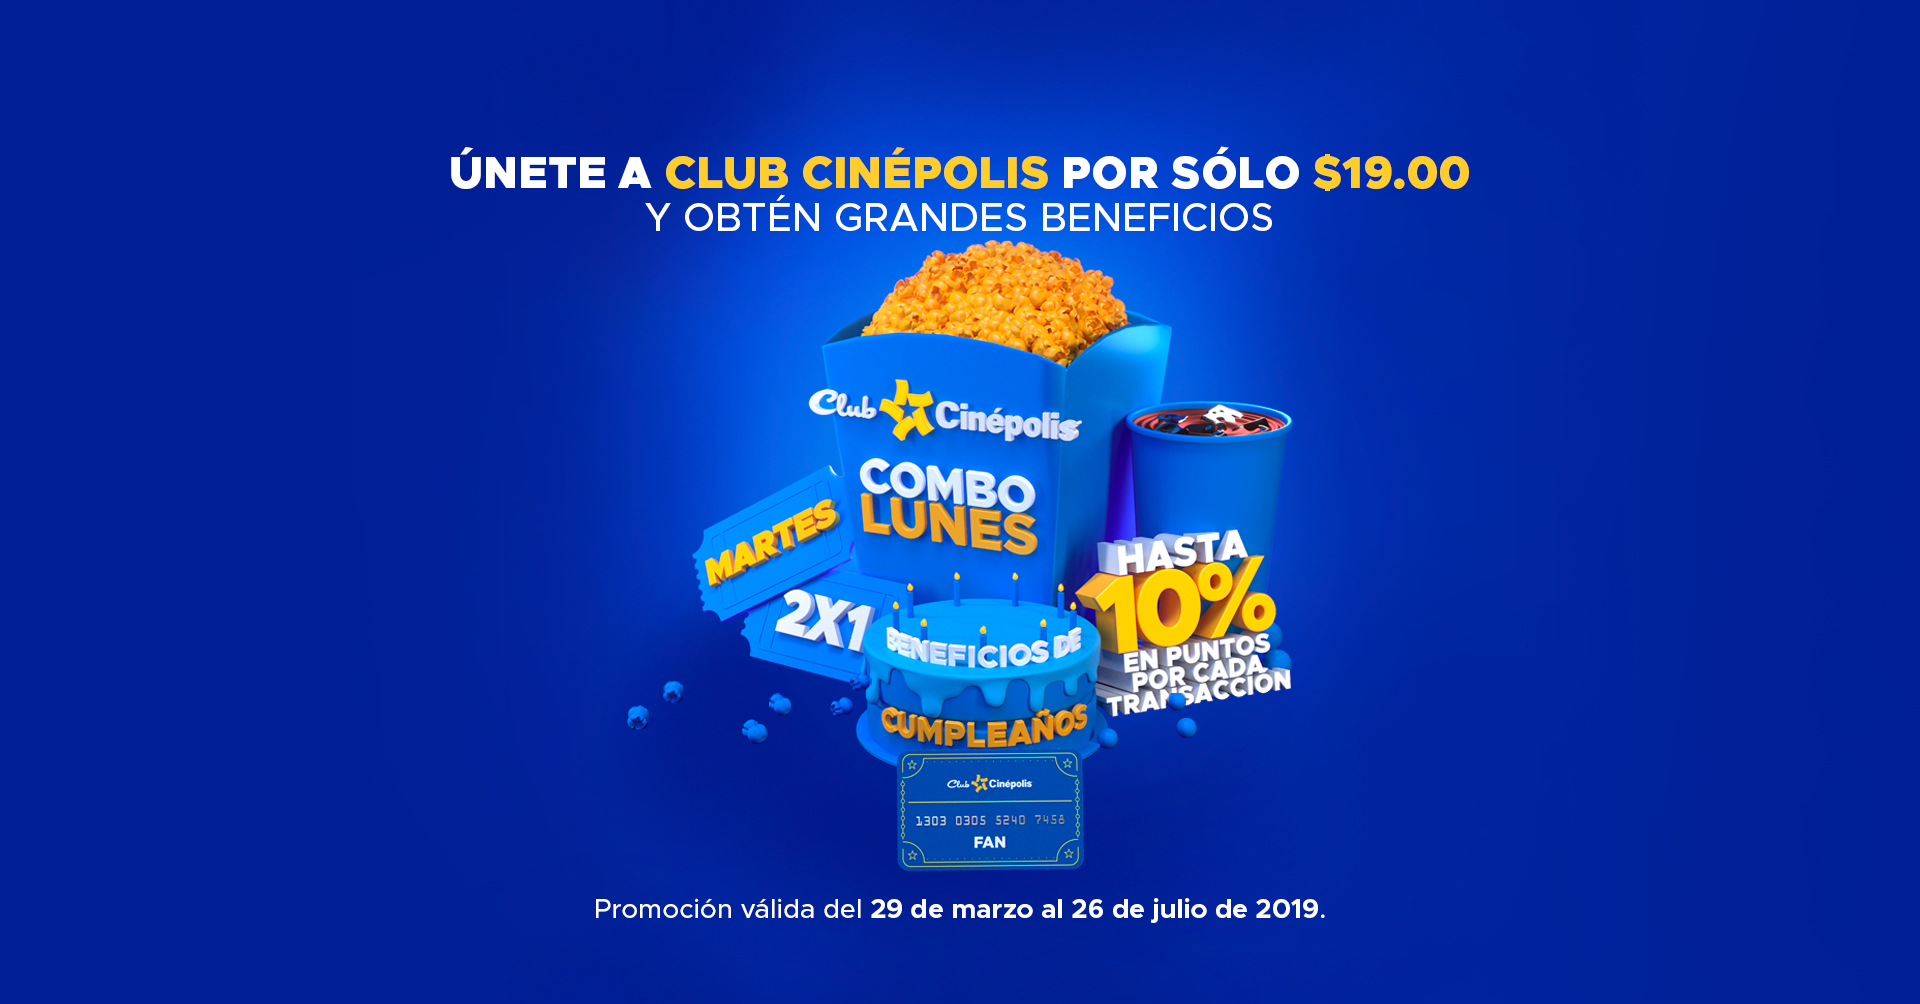 ÚNETE A CLUB CINÉPOLIS POR SÓLO $19.00
Y OBTÉN GRANDES BENEFICIOS
Club Cinépolis
COMBO
LUNES
MARTES
2X1
HASTA
10%
EN PUNTOS
POR CADA
TRANSACCIÓN
BENEFICIOS DE
CUMPLEAÑOS
Club Cinépolis
1303 0305 5240 7458
FAN
Promoción válida del 29 de marzo al 26 de julio de 2019.